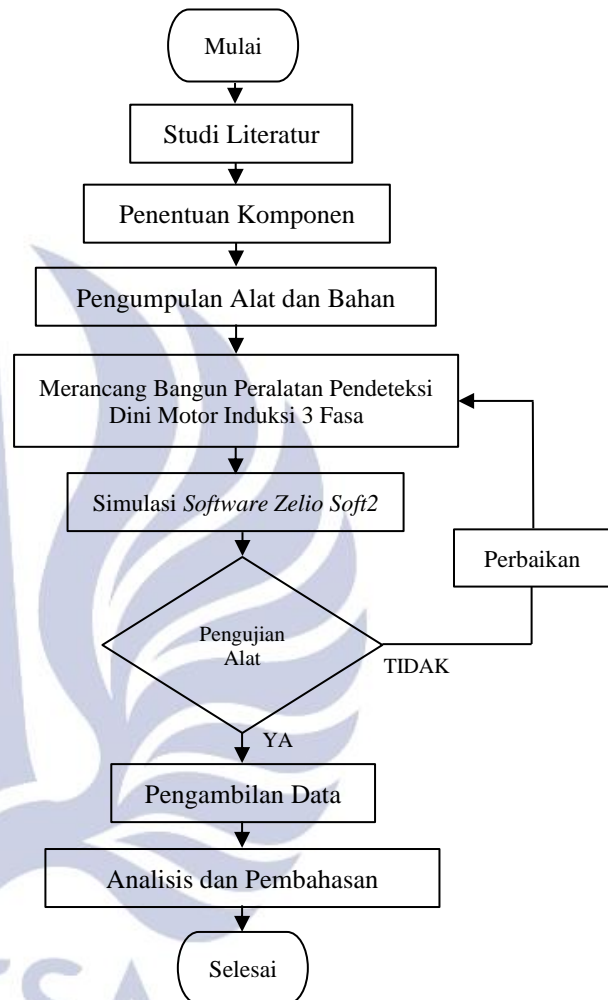 Mulai
Studi Literatur
Penentuan Komponen
Pengumpulan Alat dan Bahan
Merancang Bangun Peralatan Pendeteksi
Dini Motor Induksi 3 Fasa
Simulasi Software Zelio Soft2
Perbaikan
Pengujian
Alat
TIDAK
YA
Pengambilan Data
Analisis dan Pembahasan
Selesai